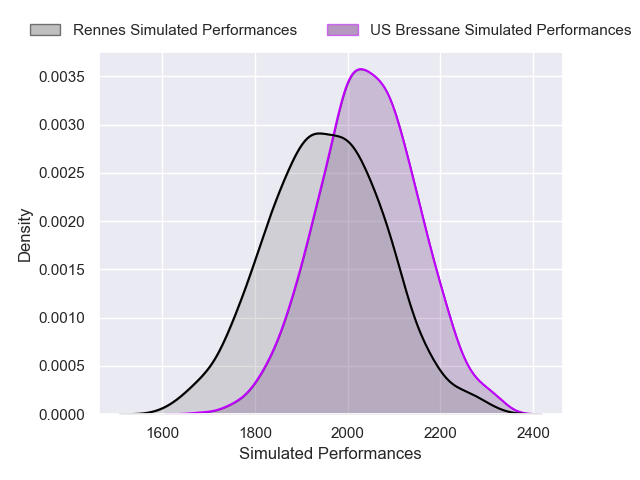 Rennes Simulated Performances US Bressane Simulated Performances
0.0035
0.0030
0.0025
0.0020
0.0015
0.0010
0.0005
0.0000
Density
1600 1800 2000 2200 2400
Simulated Performances